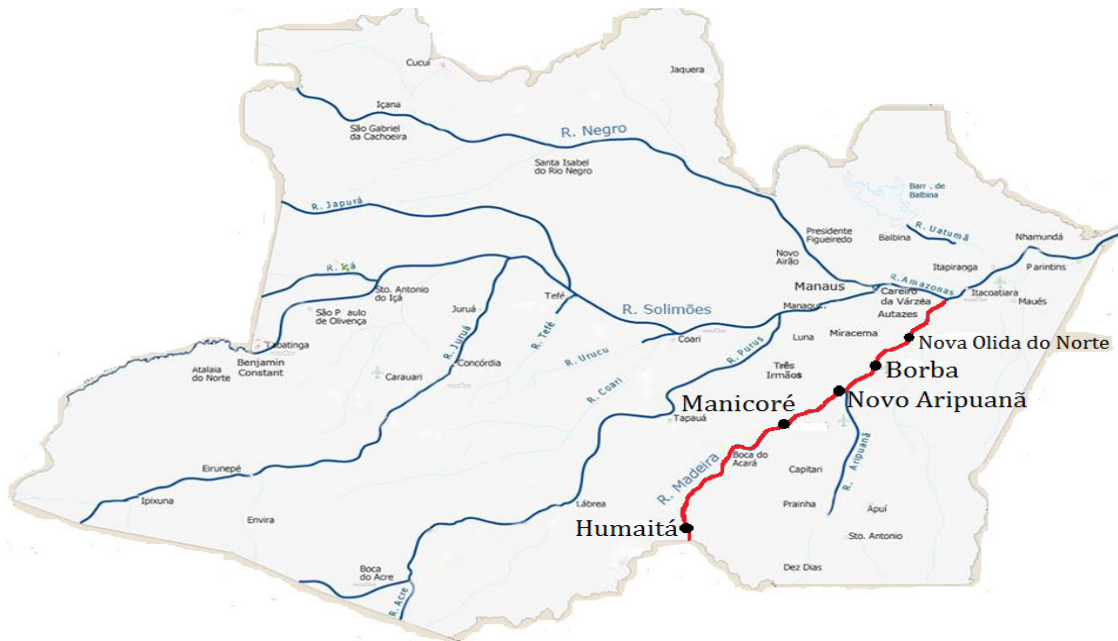 Cucuí
Jaquera
Içana
São Gabriel
da Cachoeira
R. Negro
Santa Isabel
do Rio Negro
Barr . de
Balbina
R. Japurá
Presidente
Figueiredo
Balbina
R. Uatumã
Nhamundá
Novo
Airão
Itapiranga
Parintins
R. Içá
Sto. Antonio
do Içá
Tefé
Manaus
R. Amazonas
Careiro
da Várzea
Itacoatiara
Maués
São P aulo
de Olivença
Juruá
R. Solimões
Autazes
R. Juruá
R. Tefé
Miracema
Luna
Tabatinga
Benjamin
Constant
Coari
Nova Olida do Norte
Atalaia
do Norte
Carauari
Concórdia
R. Urucu
R. Purus
Três
Irmãos
Borba
R. Coari
Manicoré
Novo Aripuanã
Tapauá
Boca do
Acará
R. Aripuanã
Eirunepé
Capitari
R. Madeira
Ipixuna
Envira
Lábrea
Prainha
Apuí
Humaitá
Sto. Antonio
Boca
do Acre
Dez Dias
R. Acre